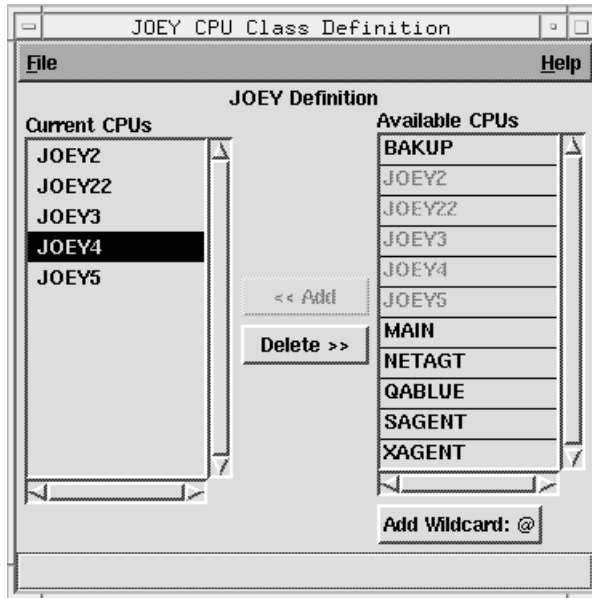 JOEY CPU Class Definition
File Help
JOEY Definition
Current CPUs
JOEY2
JOEY22
JOEY3
JOEY4
JOEY5
<< Add
Delete >>
Available CPUs
BAKUP
JOEY2
JOEY22
JOEY3
JOEY4
JOEY5
MAIN
NETAGT
QABLUE
SAGENT
XAGENT
Add Wildcard: @